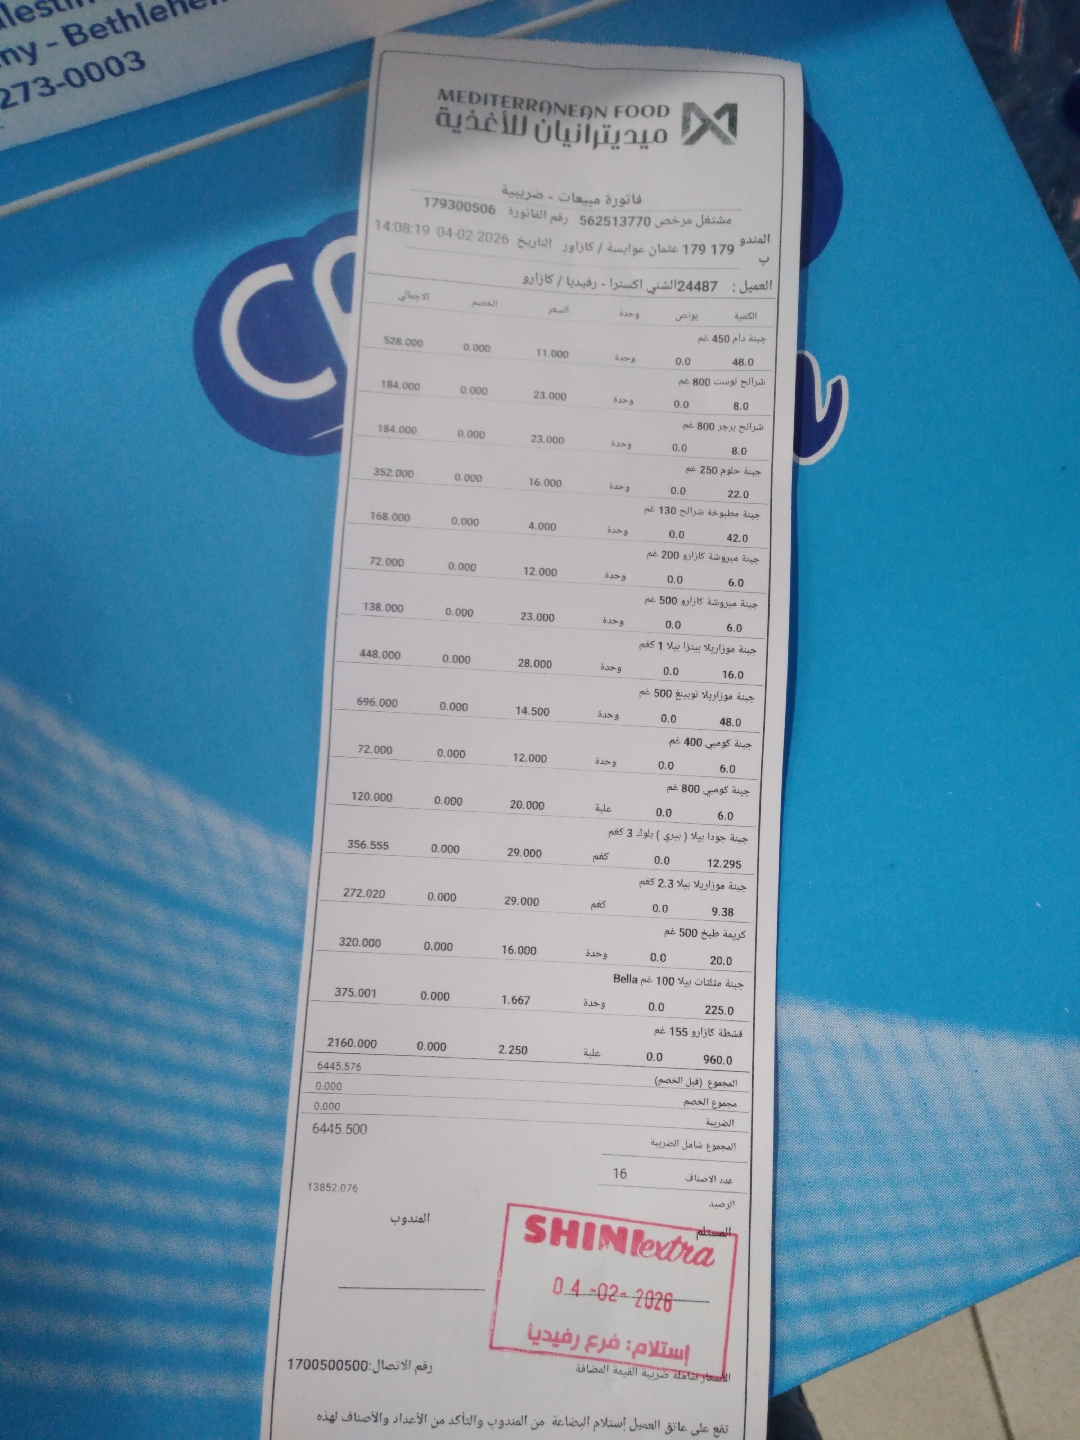 ny - Bethlehe
273-0003
MEDITERRANEAN FOOD
ميديترانيان للأغذية
فاتورة مبيعات - ضريبية
مشتغل مرخص 562513770 رقم الفاتورة 179300506
المندوب 179 179 عثمان عوايسة / كازاور التاريخ 04-02-2026 14:08:19
العميل : 24487الشني اكسترا - رفيديا / كازارو
الكمية بونص وحدة السعر الخصم الاجمالي
جبنة دام 450 غم
48.0 0.0 وحدة 11.000 0.000 528.000
شرائح توست 800 غم
8.0 0.0 وحدة 23.000 0.000 184.000
شرائح برجر 800 غم
8.0 0.0 وحدة 23.000 0.000 184.000
جبنة حلوم 250 غم
22.0 0.0 وحدة 16.000 0.000 352.000
جبنة مطبوخة شرائح 130 غم
42.0 0.0 وحدة 4.000 0.000 168.000
جبنة مبروشة كازارو 200 غم
6.0 0.0 وحدة 12.000 0.000 72.000
جبنة مبروشة كازارو 500 غم
6.0 0.0 وحدة 23.000 0.000 138.000
جبنة موزاريلا بيتزا بيلا 1 كغم
16.0 0.0 وحدة 28.000 0.000 448.000
جبنة موزاريلا توبينغ 500 غم
48.0 0.0 وحدة 14.500 0.000 696.000
جبنة كومبي 400 غم
6.0 0.0 وحدة 12.000 0.000 72.000
جبنة كومبي 800 غم
6.0 0.0 علبة 20.000 0.000 120.000
جبنة جودا بيلا ( بيري ) بلوك 3 كغم
12.295 0.0 كغم 29.000 0.000 356.555
جبنة موزاريلا بيلا 2.3 كغم
9.38 0.0 كغم 29.000 0.000 272.020
كريمة طبخ 500 غم
20.0 0.0 وحدة 16.000 0.000 320.000
جبنة مثلثات بيلا 100 غم Bella
225.0 0.0 وحدة 1.667 0.000 375.001
قشطة كازارو 155 غم
960.0 0.0 علبة 2.250 0.000 2160.000
المجموع (قبل الخصم) 6445.576
مجموع الخصم 0.000
الضريبة 0.000
المجموع شامل الضريبة 6445.500
عدد الاصناف 16
الرصيد 13852.076
المستلم المندوب
SHINI extra
04-02-2026
إستلام: فرع رفيديا
الاسعار شاملة ضريبة القيمة المضافة
رقم الاتصال:1700500500
تقع على عاتق العميل إستلام البضاعة من المندوب والتأكد من الأعداد والأصناف لهذه